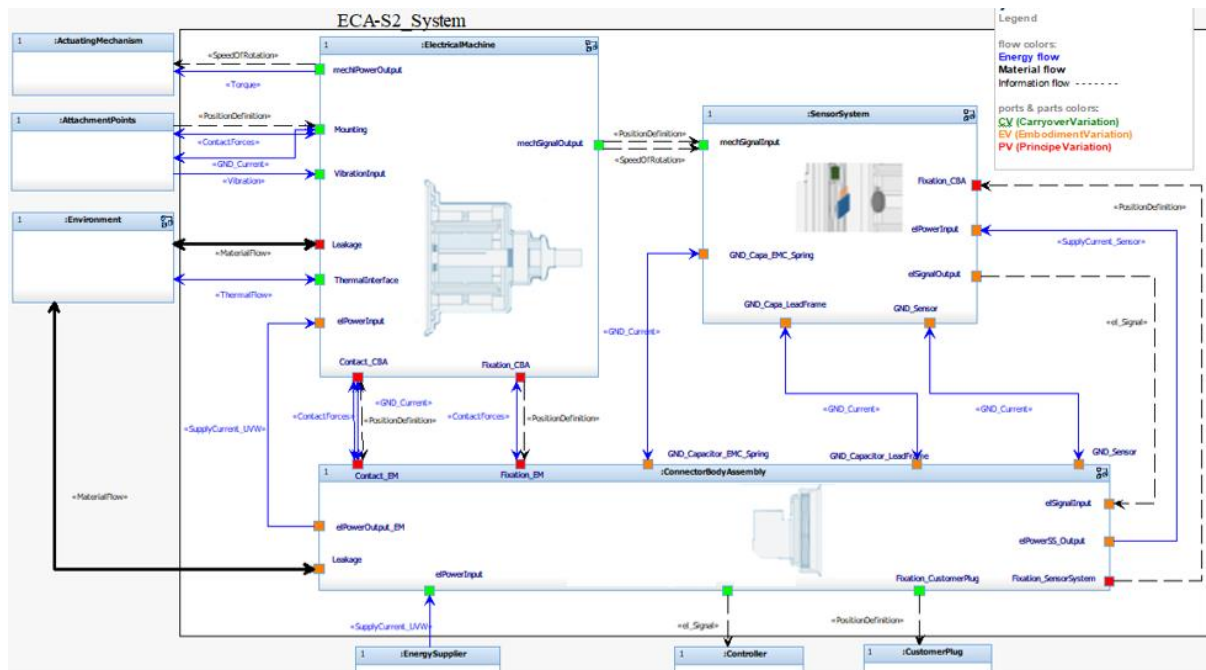 ECA-S2_System
Legend
flow colors:
Energy flow
Material flow
Information flow
ports & parts colors:
CV (CarryoverVariation)
EV (EmbodimentVariation)
PV (PrincipeVariation)
1 :ActuatingMechanism
«SpeedOfRotation»
«Torque»
1 :AttachmentPoints
«PositionDefinition»
«ContactForces»
«GND_Current»
«Vibration»
1 :Environment
«MaterialFlow»
«ThermalFlow»
1 :ElectricalMachine
mechlPowerOutput
Mounting
mechSignalOutput
VibrationInput
Leakage
ThermalInterface
elPowerInput
Contact_CBA
Fixation_CBA
«PositionDefinition»
«SpeedOfRotation»
1 :SensorSystem
mechSignalInput
Fixation_CBA
elPowerInput
GND_Capa_EMC_Spring
elSignalOutput
GND_Capa_LeadFrame
GND_Sensor
«PositionDefinition»
«SupplyCurrent_Sensor»
«el_Signal»
«GND_Current»
«GND_Current»
«GND_Current»
«GND_Current»
«ContactForces»
«PositionDefinition»
«ContactForces»
«PositionDefinition»
«SupplyCurrent_UVW»
«MaterialFlow»
GND_Capacitor_EMC_Spring
GND_Capacitor_LeadFrame
GND_Sensor
1 :ConnectorBodyAssembly
Contact_EM
Fixation_EM
elSignalInput
elPowerOutput_EM
elPowerSS_Output
Leakage
elPowerInput
Fixation_CustomerPlug
Fixation_SensorSystem
«SupplyCurrent_UVW»
«el_Signal»
«PositionDefinition»
1 :EnergySupplier
1 :Controller
1 :CustomerPlug